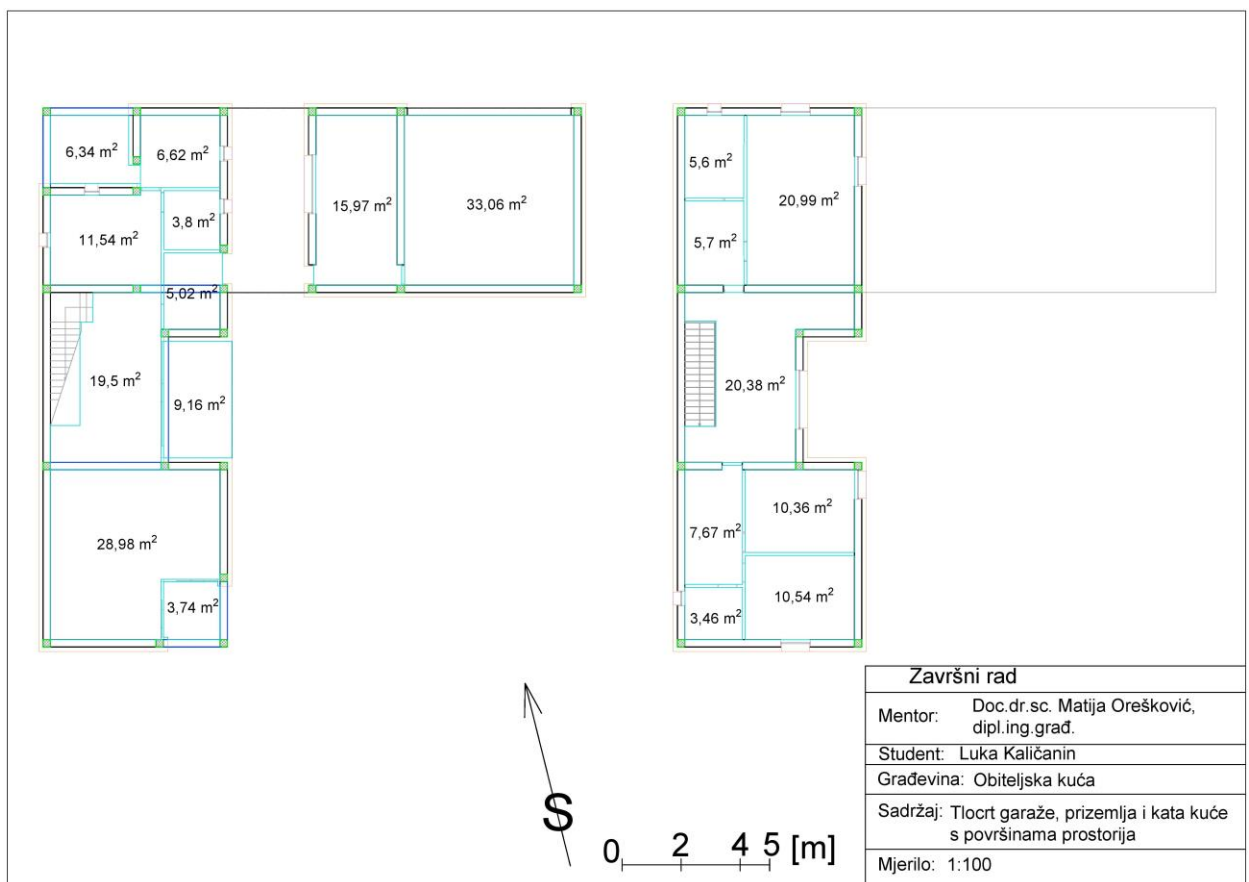 6,34 m²
6,62 m²
15,97 m²
33,06 m²
3,8 m²
11,54 m²
5,02 m²
19,5 m²
9,16 m²
28,98 m²
3,74 m²
5,6 m²
20,99 m²
5,7 m²
20,38 m²
10,36 m²
7,67 m²
10,54 m²
3,46 m²
S
0 2 4 5 [m]
Završni rad
Mentor: Doc.dr.sc. Matija Orešković,
dipl.ing.građ.
Student: Luka Kaličanin
Građevina: Obiteljska kuća
Sadržaj: Tlocrt garaže, prizemlja i kata kuće
s površinama prostorija
Mjerilo: 1:100